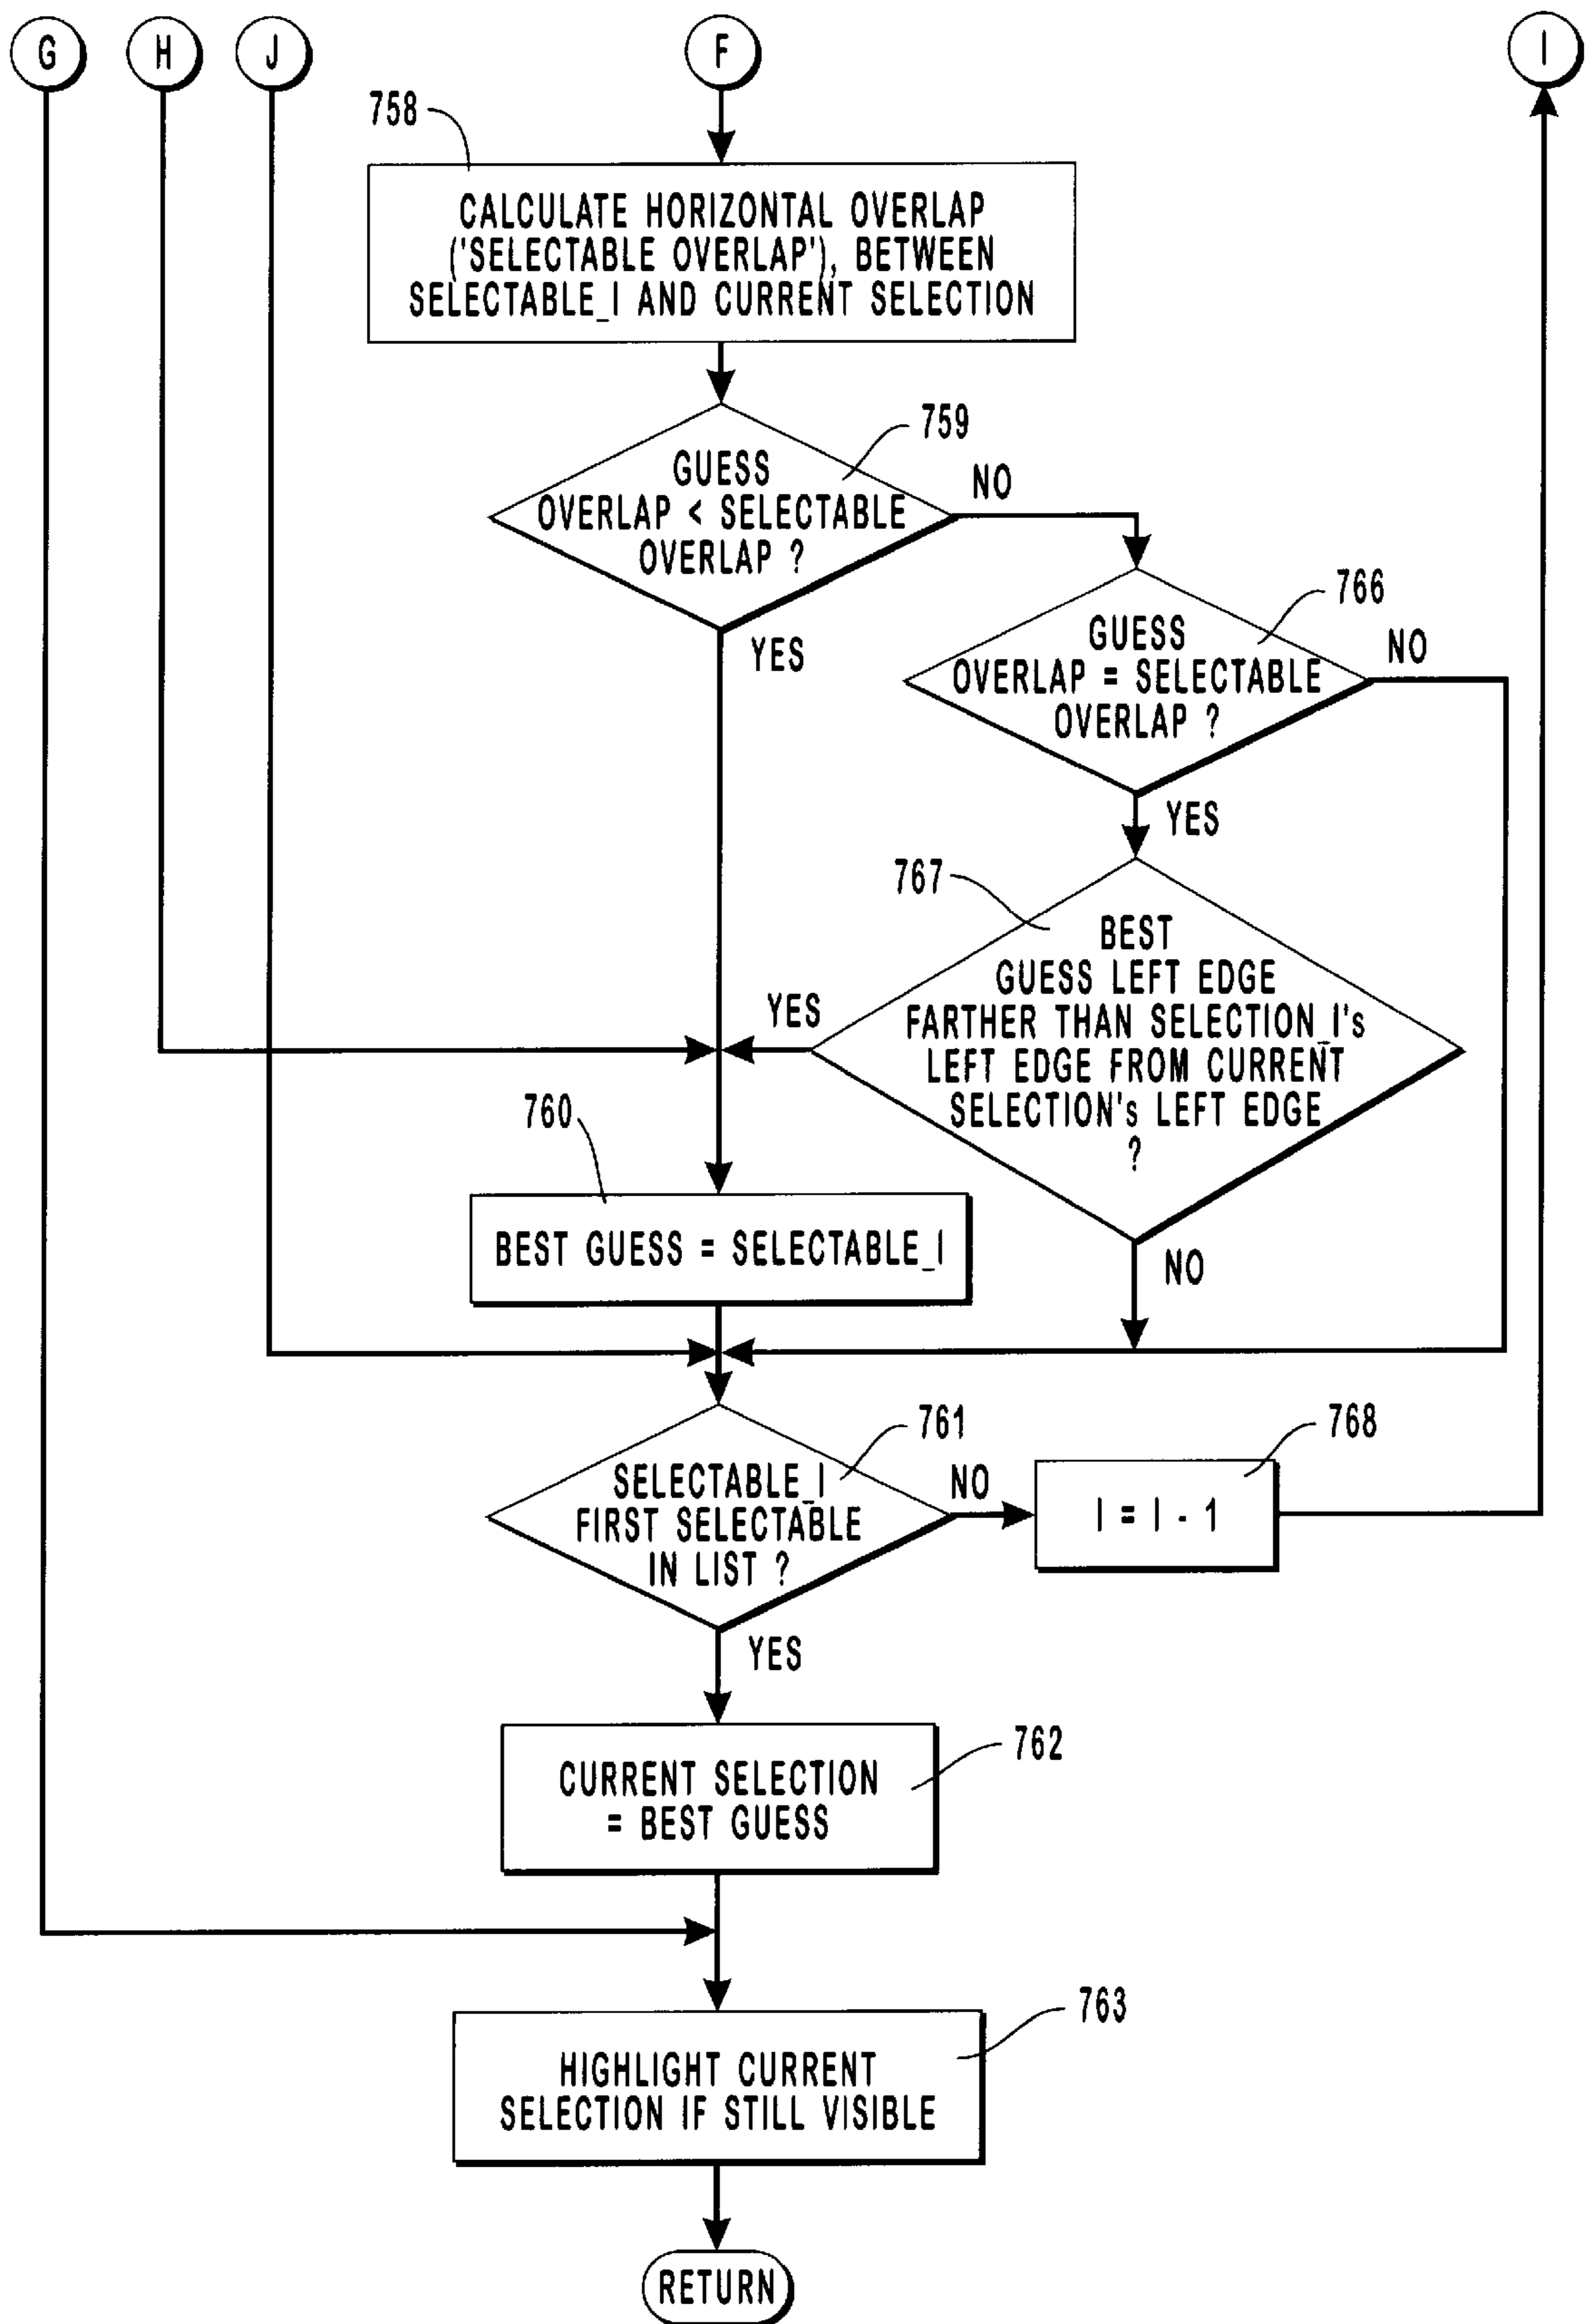 G H J F I
758
CALCULATE HORIZONTAL OVERLAP
('SELECTABLE OVERLAP'), BETWEEN
SELECTABLE_I AND CURRENT SELECTION
759
GUESS
OVERLAP < SELECTABLE
OVERLAP ?
NO
YES
766
GUESS
OVERLAP = SELECTABLE
OVERLAP ?
NO
YES
767
BEST
GUESS LEFT EDGE
FARTHER THAN SELECTION_I's
LEFT EDGE FROM CURRENT
SELECTION's LEFT EDGE
?
YES
NO
760
BEST GUESS = SELECTABLE_I
761
SELECTABLE_I
FIRST SELECTABLE
IN LIST ?
NO
YES
768
I = I - 1
762
CURRENT SELECTION
= BEST GUESS
763
HIGHLIGHT CURRENT
SELECTION IF STILL VISIBLE
RETURN